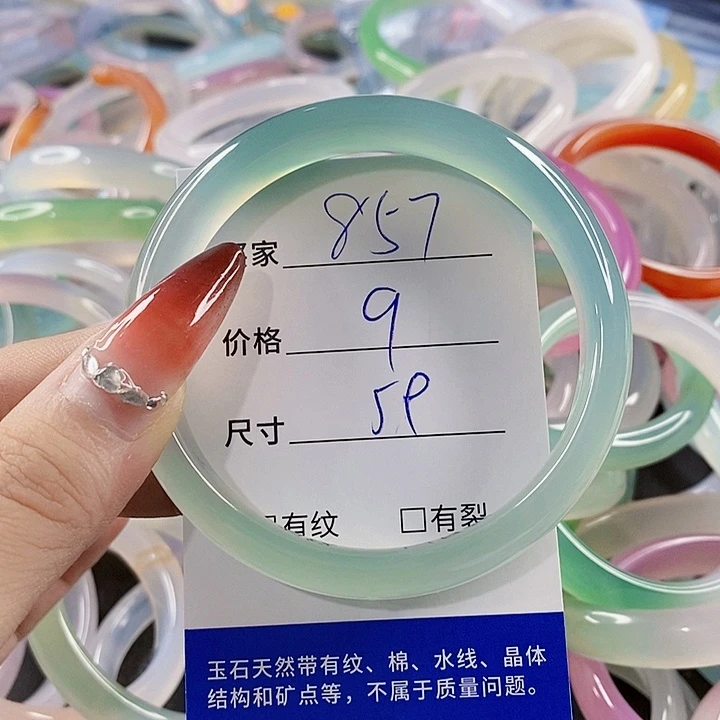 家 857
价格 9
尺寸 58
有纹 □有裂
玉石天然带有纹、棉、水线、晶体
结构和矿点等，不属于质量问题。